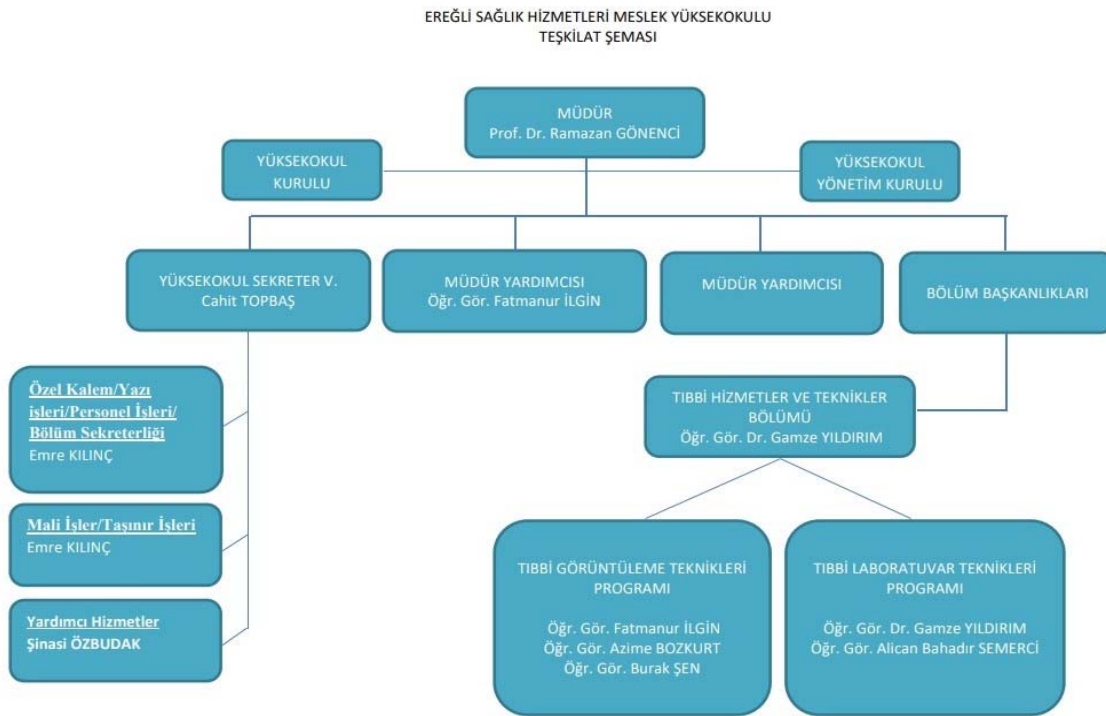 EREĞLİ SAĞLIK HİZMETLERİ MESLEK YÜKSEKOKULU
TEŞKİLAT ŞEMASI
MÜDÜR
Prof. Dr. Ramazan GÖNENCİ
YÜKSEKOKUL
KURULU
YÜKSEKOKUL
YÖNETİM KURULU
YÜKSEKOKUL SEKRETER V.
Cahit TOPBAŞ
MÜDÜR YARDIMCISI
Öğr. Gör. Fatmanur İLGİN
MÜDÜR YARDIMCISI
BÖLÜM BAŞKANLIKLARI
Özel Kalem/Yazı
işleri/Personel İşleri/
Bölüm Sekreterliği
Emre KILINÇ
Mali İşler/Taşınır İşleri
Emre KILINÇ
Yardımcı Hizmetler
Şinasi ÖZBUDAK
TIBBİ HİZMETLER VE TEKNİKLER
BÖLÜMÜ
Öğr. Gör. Dr. Gamze YILDIRIM
TIBBİ GÖRÜNTÜLEME TEKNİKLERİ
PROGRAMI
Öğr. Gör. Fatmanur İLGİN
Öğr. Gör. Azime BOZKURT
Öğr. Gör. Burak ŞEN
TIBBİ LABORATUVAR TEKNİKLERİ
PROGRAMI
Öğr. Gör. Dr. Gamze YILDIRIM
Öğr. Gör. Alican Bahadır SEMERCİ